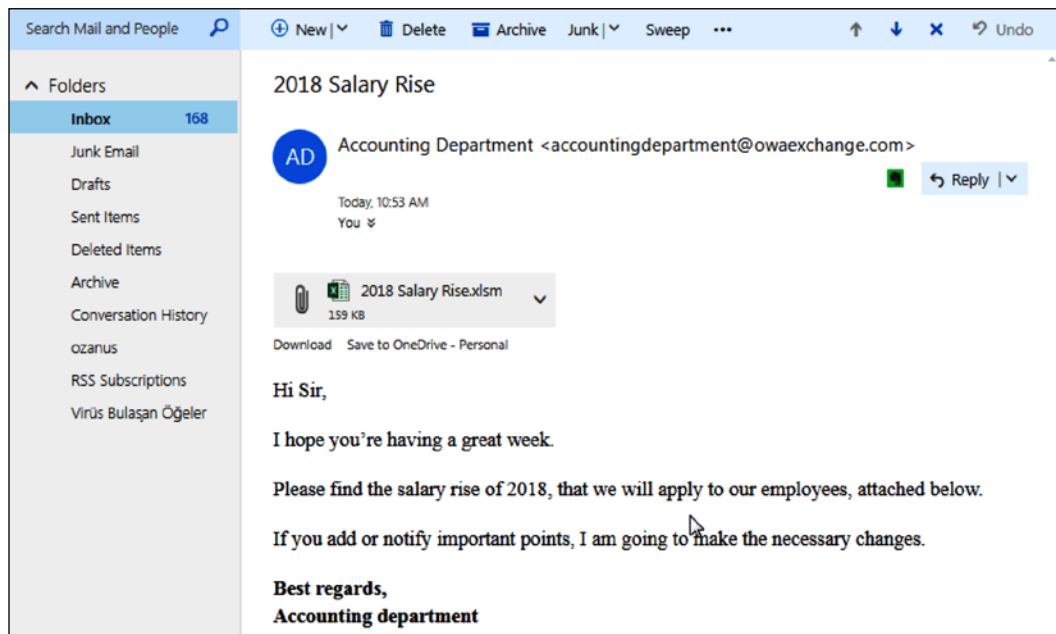 Search Mail and People
New Delete Archive Junk Sweep ... Undo
Folders
Inbox 168
Junk Email
Drafts
Sent Items
Deleted Items
Archive
Conversation History
ozanus
RSS Subscriptions
Virüs Bulaşan Öğeler
2018 Salary Rise
AD
Accounting Department <accountingdepartment@owaexchange.com>
Reply
Today, 10:53 AM
You
2018 Salary Rise.xlsm
159 KB
Download Save to OneDrive - Personal
Hi Sir,
I hope you're having a great week.
Please find the salary rise of 2018, that we will apply to our employees, attached below.
If you add or notify important points, I am going to make the necessary changes.
Best regards,
Accounting department